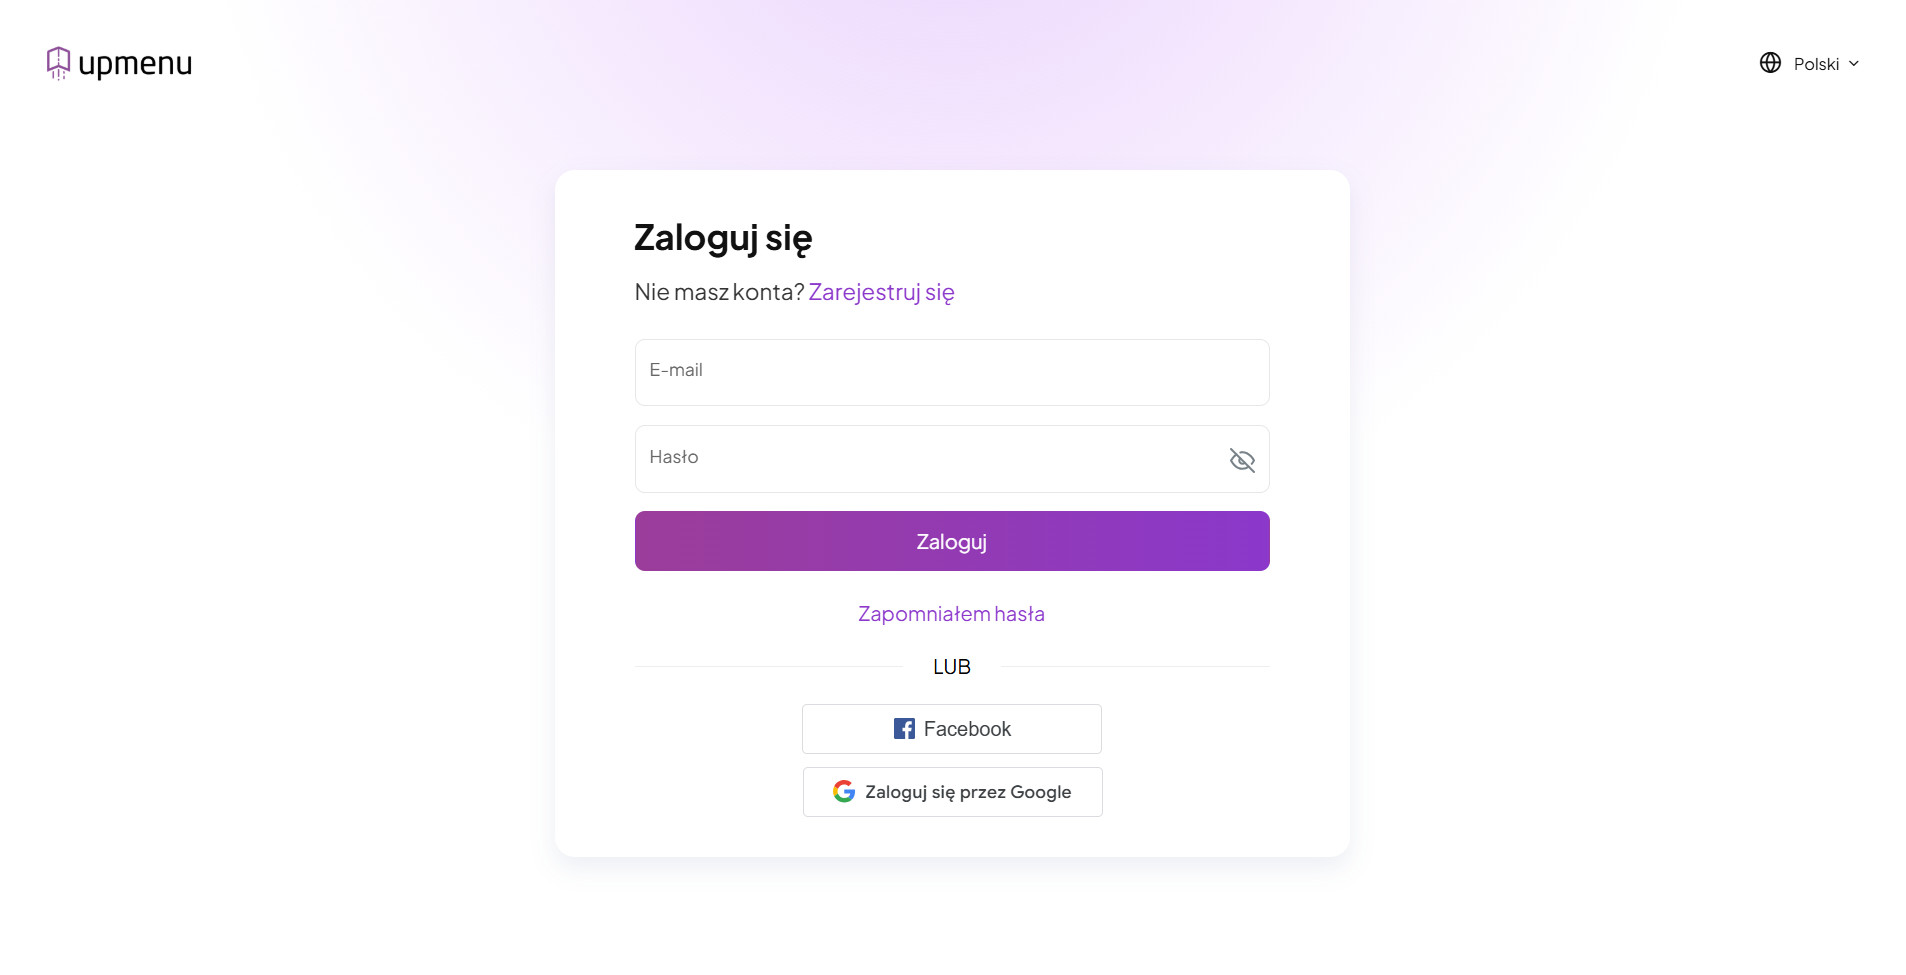 upmenu
Polski
Zaloguj się
Nie masz konta? Zarejestruj się
E-mail
Hasło
Zaloguj
Zapomniałem hasła
LUB
Facebook
Zaloguj się przez Google